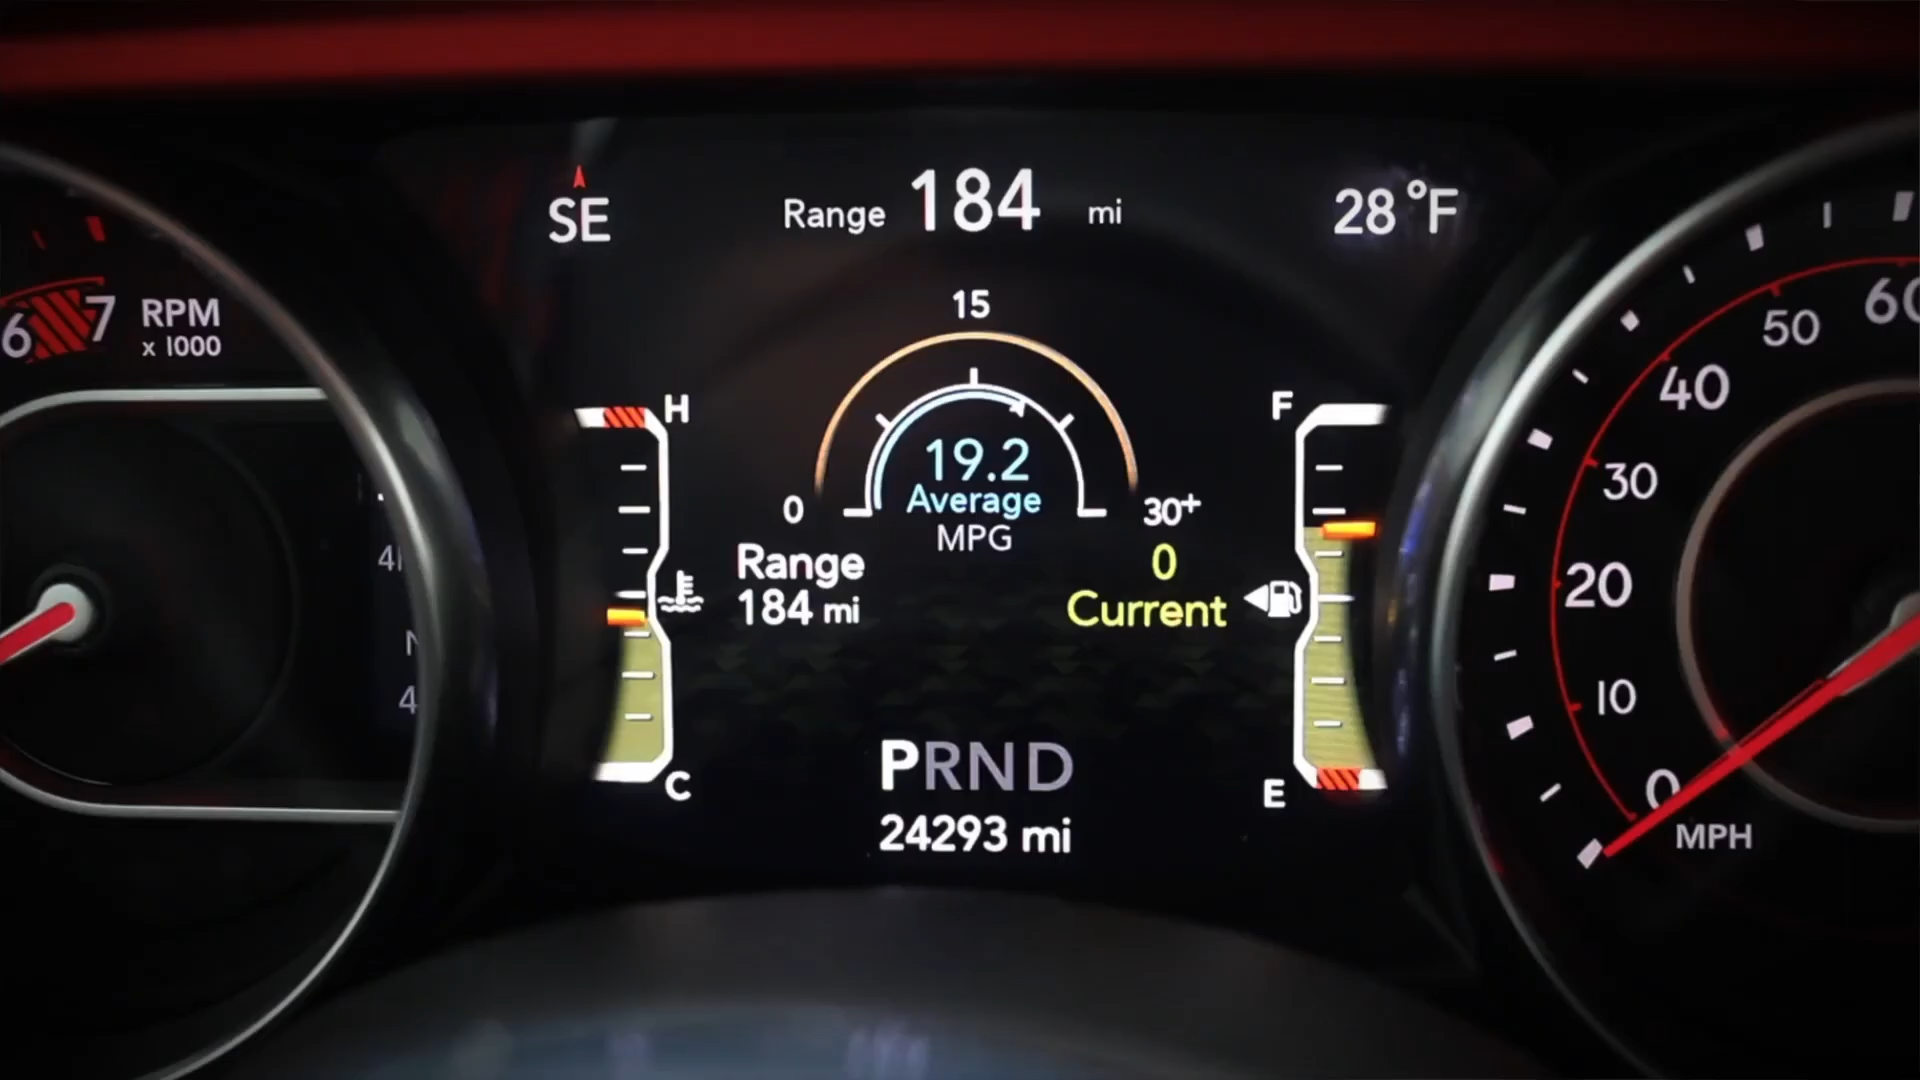 SE
Range 184 mi
28°F
15
6 7
RPM
x 1000
H
F
19.2
Average
MPG
0
30+
Range
184 mi
0
Current
C
E
PRND
24293 mi
60
50
40
30
20
10
0
MPH